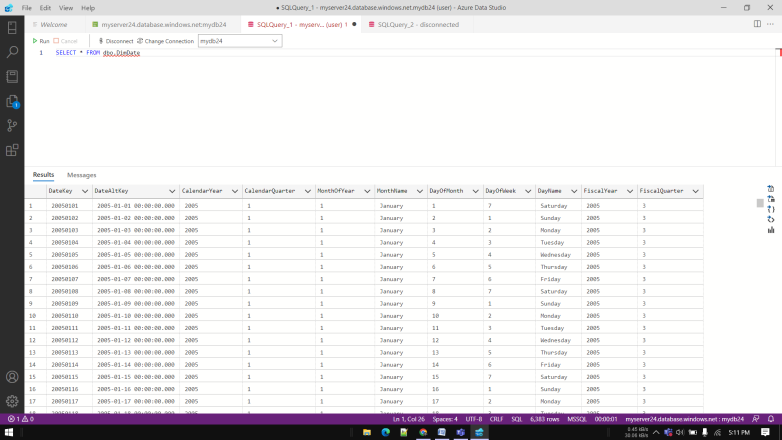 File Edit View Help
● SQLQuery_1 - myserver24.database.windows.net:mydb24 (user) - Azure Data Studio
Welcome
myserver24.database.windows.net:mydb24
SQLQuery_1 - myserv... (user) 1 ●
SQLQuery_2 - disconnected
Run Cancel Disconnect Change Connection mydb24
1 SELECT * FROM dbo.DimDate
Results Messages
DateKey DateAltKey CalendarYear CalendarQuarter MonthOfYear MonthName DayOfMonth DayOfWeek DayName FiscalYear FiscalQuarter
1 20050101 2005-01-01 00:00:00.000 2005 1 1 January 1 7 Saturday 2005 3
2 20050102 2005-01-02 00:00:00.000 2005 1 1 January 2 1 Sunday 2005 3
3 20050103 2005-01-03 00:00:00.000 2005 1 1 January 3 2 Monday 2005 3
4 20050104 2005-01-04 00:00:00.000 2005 1 1 January 4 3 Tuesday 2005 3
5 20050105 2005-01-05 00:00:00.000 2005 1 1 January 5 4 Wednesday 2005 3
6 20050106 2005-01-06 00:00:00.000 2005 1 1 January 6 5 Thursday 2005 3
7 20050107 2005-01-07 00:00:00.000 2005 1 1 January 7 6 Friday 2005 3
8 20050108 2005-01-08 00:00:00.000 2005 1 1 January 8 7 Saturday 2005 3
9 20050109 2005-01-09 00:00:00.000 2005 1 1 January 9 1 Sunday 2005 3
10 20050110 2005-01-10 00:00:00.000 2005 1 1 January 10 2 Monday 2005 3
11 20050111 2005-01-11 00:00:00.000 2005 1 1 January 11 3 Tuesday 2005 3
12 20050112 2005-01-12 00:00:00.000 2005 1 1 January 12 4 Wednesday 2005 3
13 20050113 2005-01-13 00:00:00.000 2005 1 1 January 13 5 Thursday 2005 3
14 20050114 2005-01-14 00:00:00.000 2005 1 1 January 14 6 Friday 2005 3
15 20050115 2005-01-15 00:00:00.000 2005 1 1 January 15 7 Saturday 2005 3
16 20050116 2005-01-16 00:00:00.000 2005 1 1 January 16 1 Sunday 2005 3
17 20050117 2005-01-17 00:00:00.000 2005 1 1 January 17 2 Monday 2005 3
1 0 Ln 1, Col 26 Spaces: 4 UTF-8 CRLF SQL 6,383 rows MSSQL 00:00:01 myserver24.database.windows.net : mydb24
5:11 PM